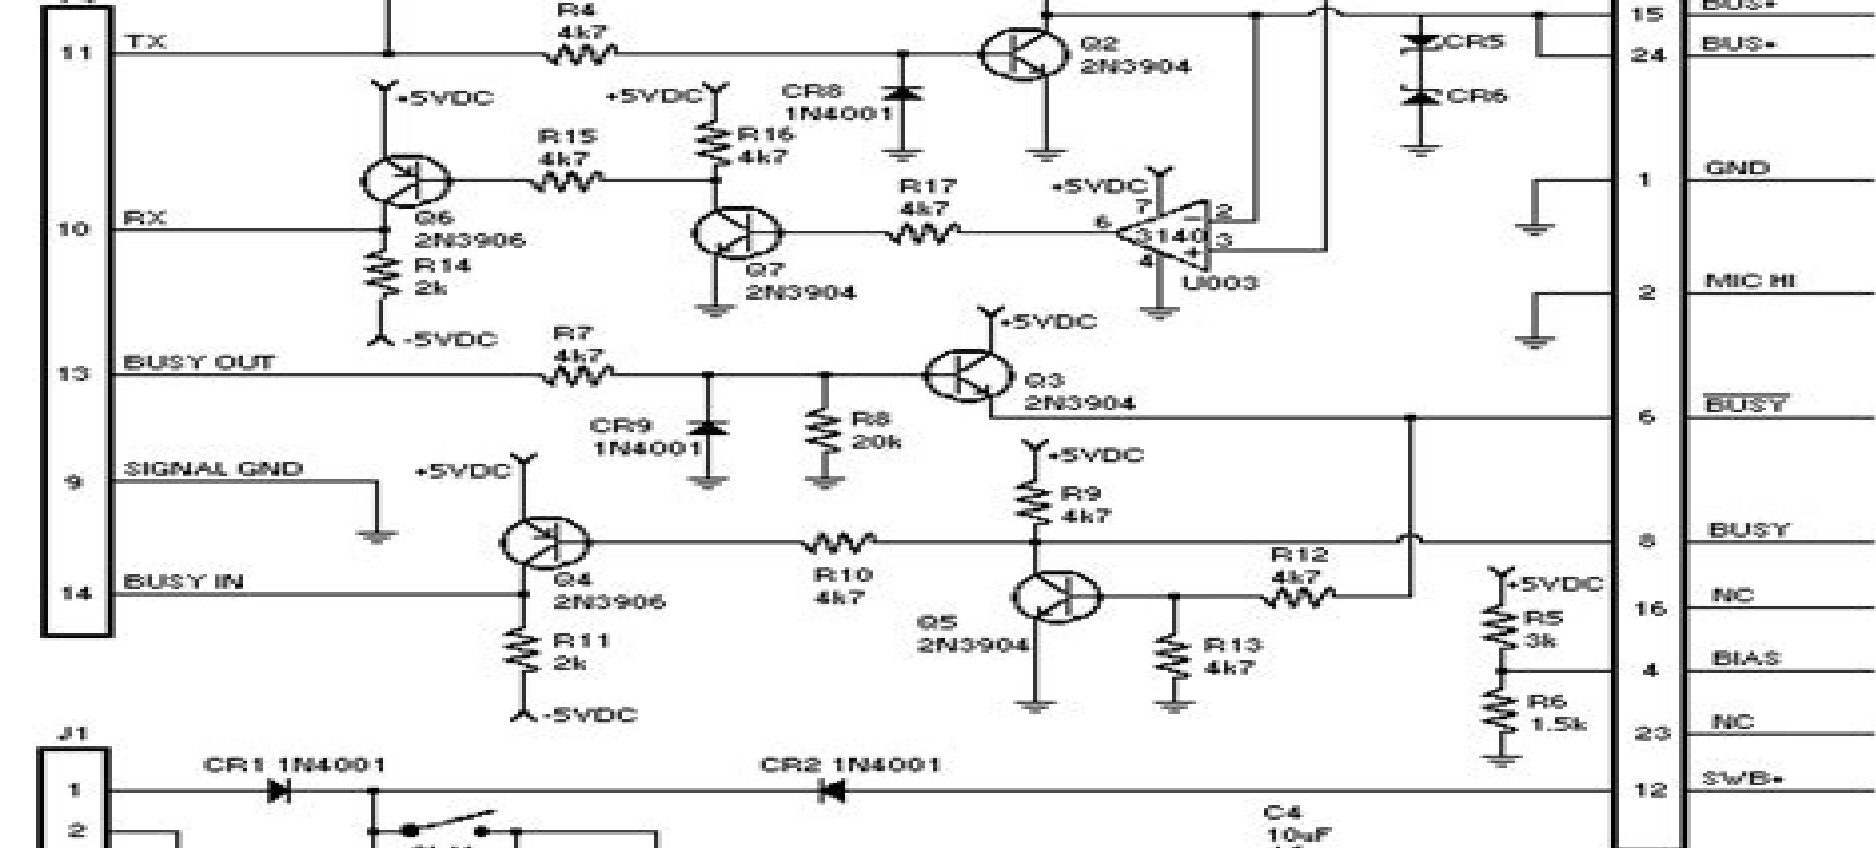 R4
4k7
11
TX
Q2
2N3904
15
BUS+
24
BUS-
CR5
CR6
+5VDC
+5VDC
CR8
1N4001
R15
4k7
R16
4k7
R17
4k7
+5VDC
7
6
3140
-
2
+
3
4
U003
1
GND
10
RX
Q6
2N3906
R14
2k
-5VDC
Q7
2N3904
2
MIC HI
+5VDC
13
BUSY OUT
R7
4k7
Q3
2N3904
6
BUSY
CR9
1N4001
R8
20k
9
SIGNAL GND
+5VDC
+5VDC
R9
4k7
8
BUSY
R10
4k7
Q4
2N3906
14
BUSY IN
R12
4k7
Q5
2N3904
+5VDC
16
NC
R5
3k
R11
2k
R13
4k7
4
BIAS
R6
1.5k
23
NC
-5VDC
J1
1
CR1 1N4001
CR2 1N4001
12
SWB+
2
C4
10uF